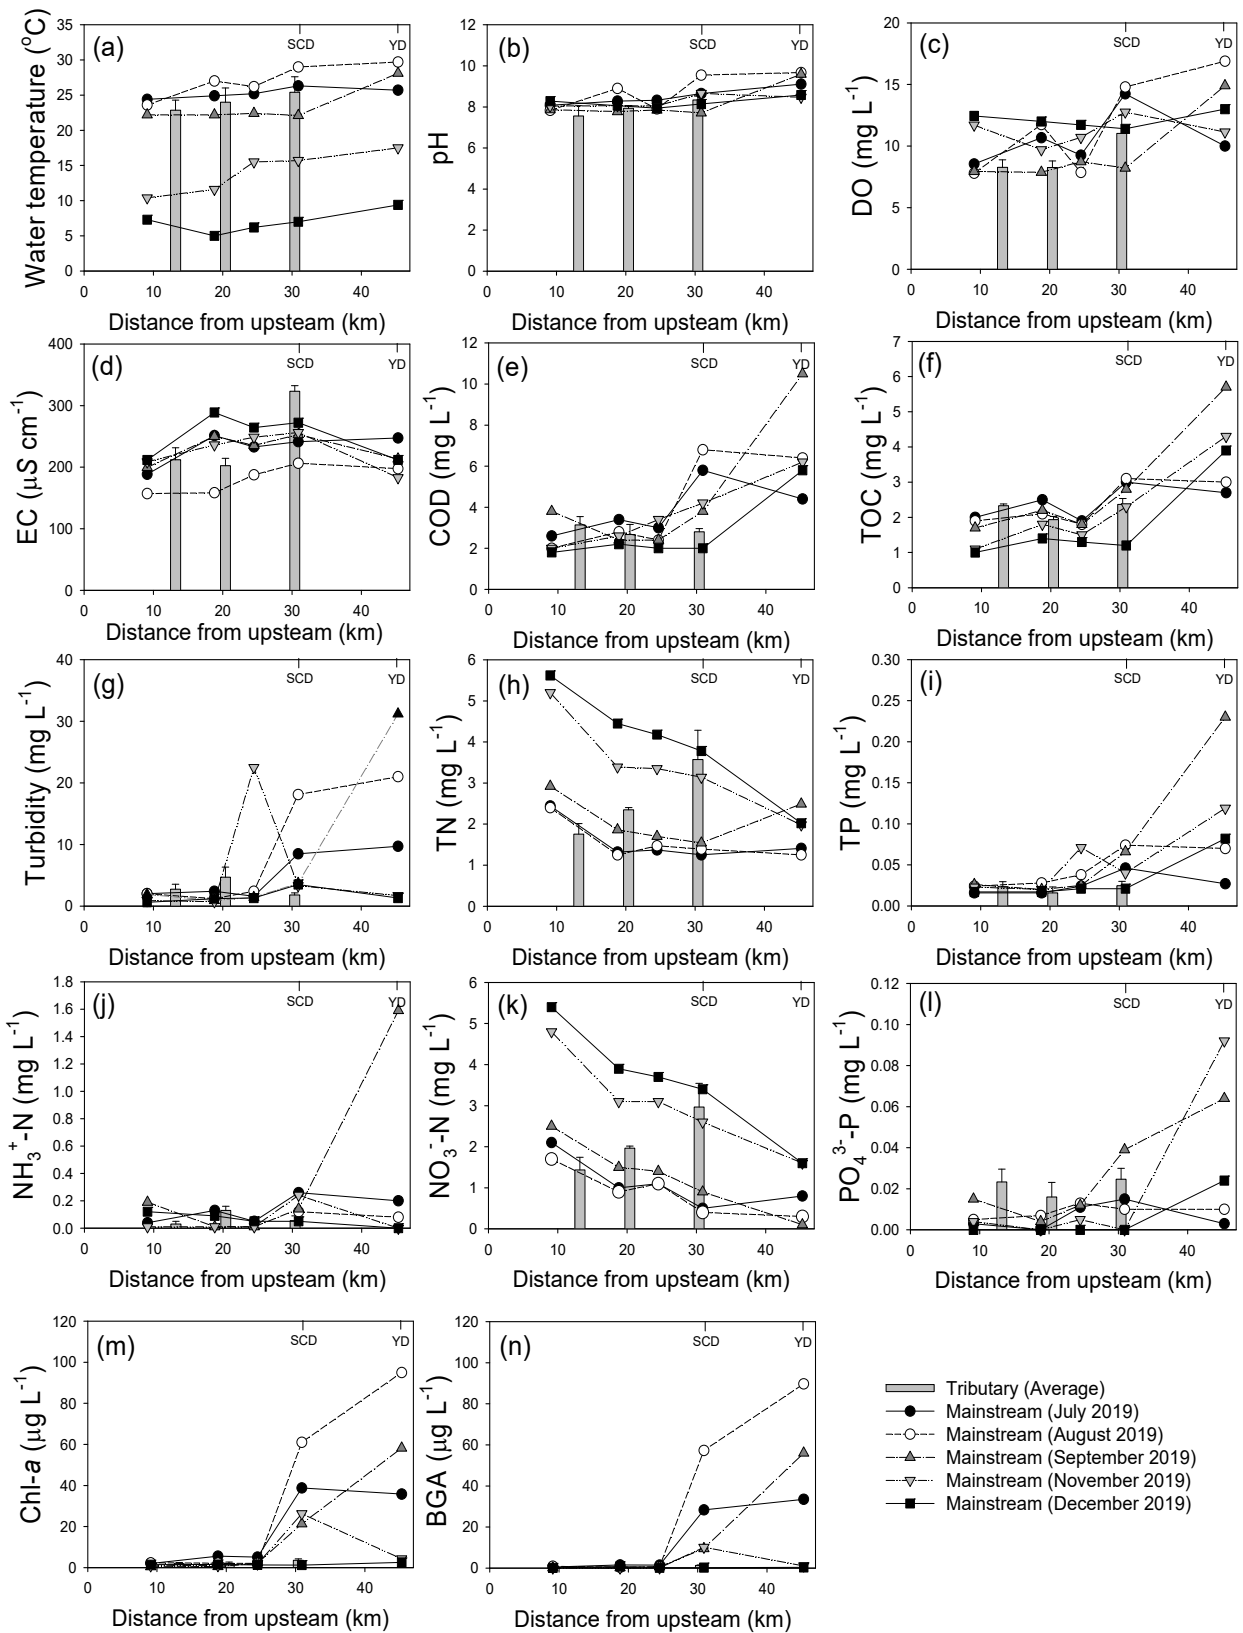 (a)
SCD YD
Water temperature (°C)
35
30
25
20
15
10
5
0
0 10 20 30 40
Distance from upsteam (km)
(b)
SCD YD
pH
12
10
8
6
4
2
0
0 10 20 30 40
Distance from upsteam (km)
(c)
SCD YD
DO (mg L⁻¹)
20
15
10
5
0
0 10 20 30 40
Distance from upsteam (km)
(d)
SCD YD
EC (μS cm⁻¹)
400
300
200
100
0
0 10 20 30 40
Distance from upsteam (km)
(e)
SCD YD
COD (mg L⁻¹)
12
10
8
6
4
2
0
0 10 20 30 40
Distance from upsteam (km)
(f)
SCD YD
TOC (mg L⁻¹)
7
6
5
4
3
2
1
0
0 10 20 30 40
Distance from upsteam (km)
(g)
SCD YD
Turbidity (mg L⁻¹)
40
30
20
10
0
0 10 20 30 40
Distance from upsteam (km)
(h)
SCD YD
TN (mg L⁻¹)
6
5
4
3
2
1
0
0 10 20 30 40
Distance from upsteam (km)
(i)
SCD YD
TP (mg L⁻¹)
0.30
0.25
0.20
0.15
0.10
0.05
0.00
0 10 20 30 40
Distance from upsteam (km)
(j)
SCD YD
NH₃⁺-N (mg L⁻¹)
1.8
1.6
1.4
1.2
1.0
0.8
0.6
0.4
0.2
0.0
0 10 20 30 40
Distance from upsteam (km)
(k)
SCD YD
NO₃⁻-N (mg L⁻¹)
6
5
4
3
2
1
0
0 10 20 30 40
Distance from upsteam (km)
(l)
SCD YD
PO₄³⁻-P (mg L⁻¹)
0.12
0.10
0.08
0.06
0.04
0.02
0.00
0 10 20 30 40
Distance from upsteam (km)
(m)
SCD YD
Chl-a (μg L⁻¹)
120
100
80
60
40
20
0
0 10 20 30 40
Distance from upsteam (km)
(n)
SCD YD
BGA (μg L⁻¹)
120
100
80
60
40
20
0
0 10 20 30 40
Distance from upsteam (km)
Tributary (Average)
Mainstream (July 2019)
Mainstream (August 2019)
Mainstream (September 2019)
Mainstream (November 2019)
Mainstream (December 2019)